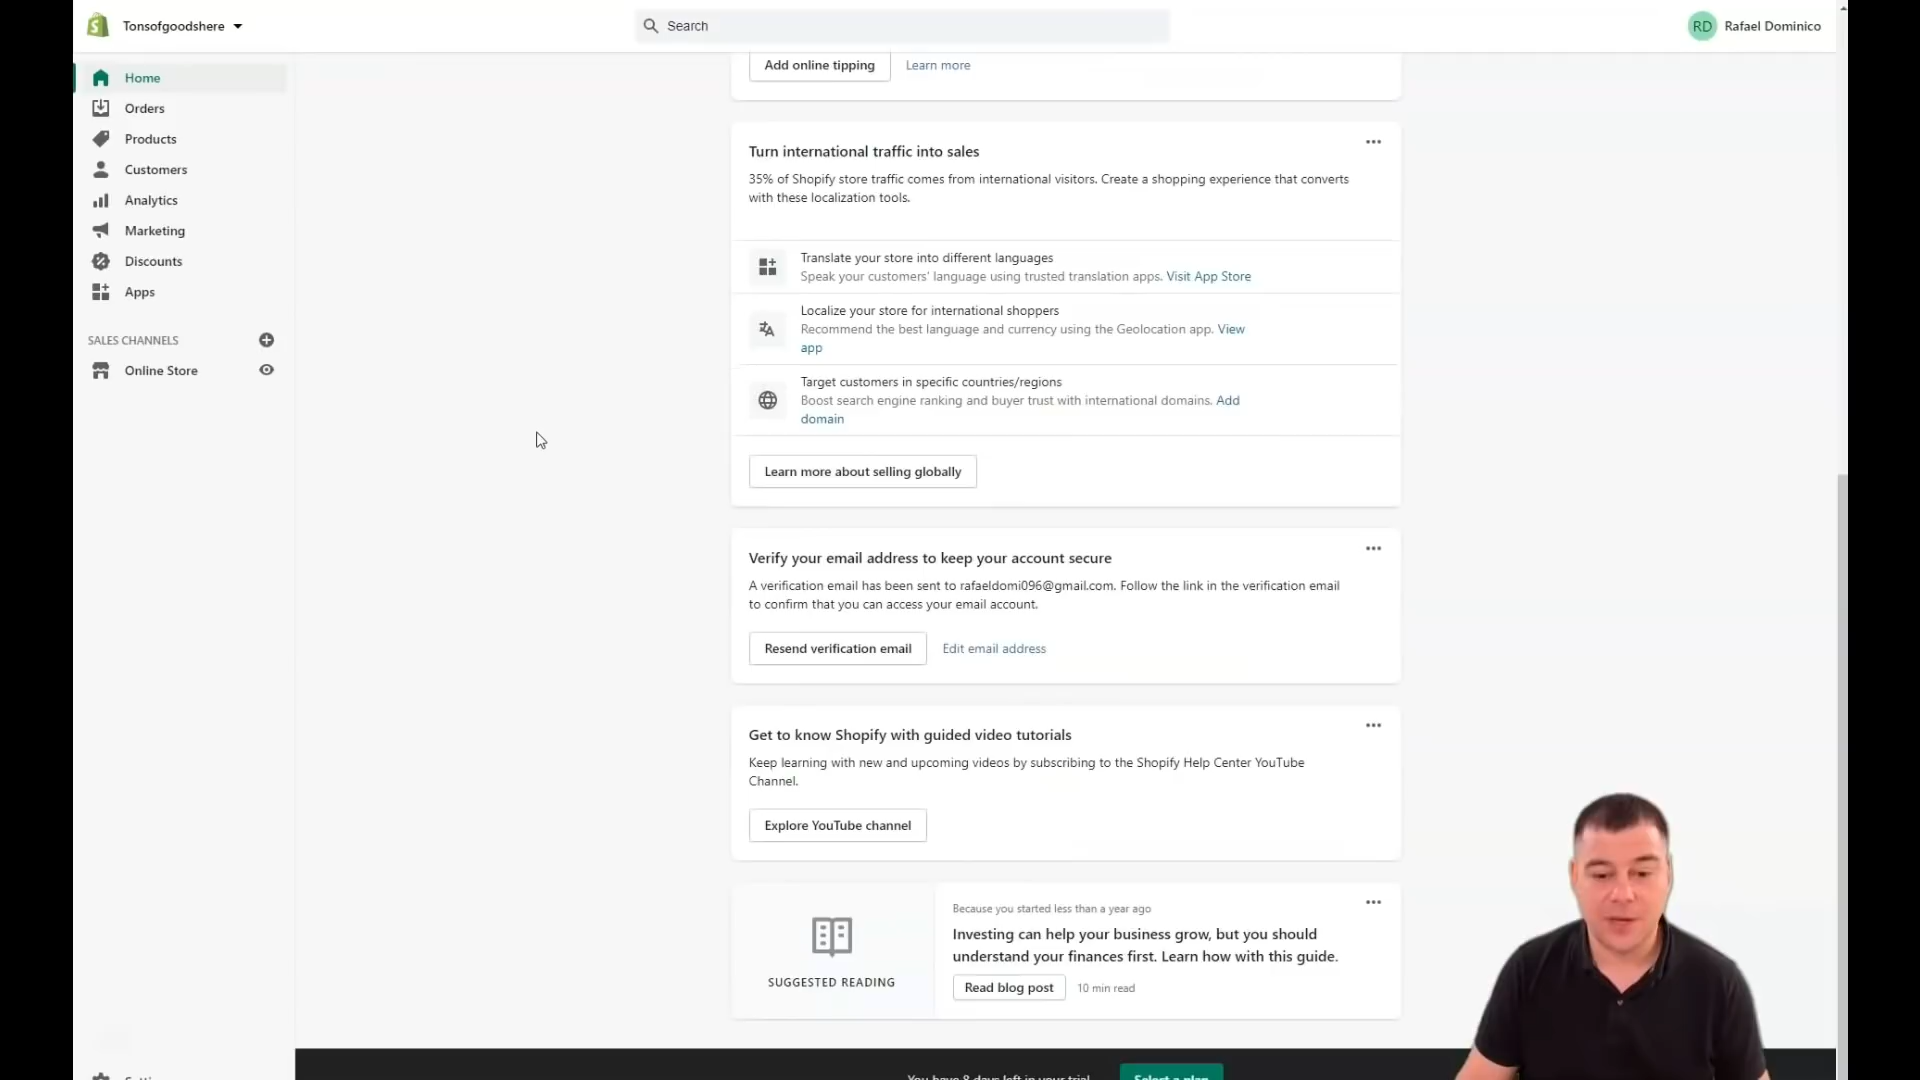 Tonsofgoodshere
Search
RD
Rafael Dominico
Home
Orders
Products
Customers
Analytics
Marketing
Discounts
Apps
SALES CHANNELS
Online Store
Add online tipping
Learn more
Turn international traffic into sales
35% of Shopify store traffic comes from international visitors. Create a shopping experience that converts
with these localization tools.
Translate your store into different languages
Speak your customers' language using trusted translation apps. Visit App Store
Localize your store for international shoppers
Recommend the best language and currency using the Geolocation app. View
app
Target customers in specific countries/regions
Boost search engine ranking and buyer trust with international domains. Add
domain
Learn more about selling globally
Verify your email address to keep your account secure
A verification email has been sent to rafaeldomi096@gmail.com. Follow the link in the verification email
to confirm that you can access your email account.
Resend verification email
Edit email address
Get to know Shopify with guided video tutorials
Keep learning with new and upcoming videos by subscribing to the Shopify Help Center YouTube
Channel.
Explore YouTube channel
SUGGESTED READING
Because you started less than a year ago
Investing can help your business grow, but you should
understand your finances first. Learn how with this guide.
Read blog post
10 min read
You have 8 days left in your trial
Select a plan